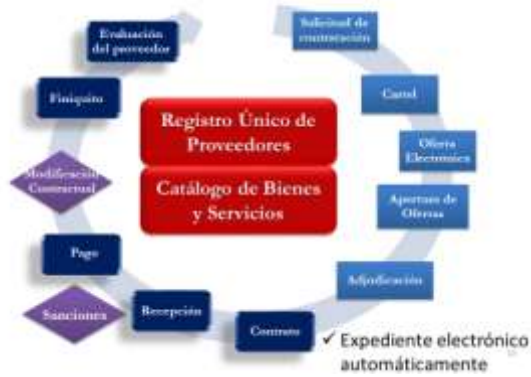 Solicitud de
contratación
Cartel
Oferta
Electrónica
Apertura de
Ofertas
Adjudicación
Contrato
Recepción
Sanciones
Pago
Modificación
Contractual
Finiquito
Evaluación
del proveedor
Registro Único de
Proveedores
Catálogo de Bienes
y Servicios
✓ Expediente electrónico
automáticamente